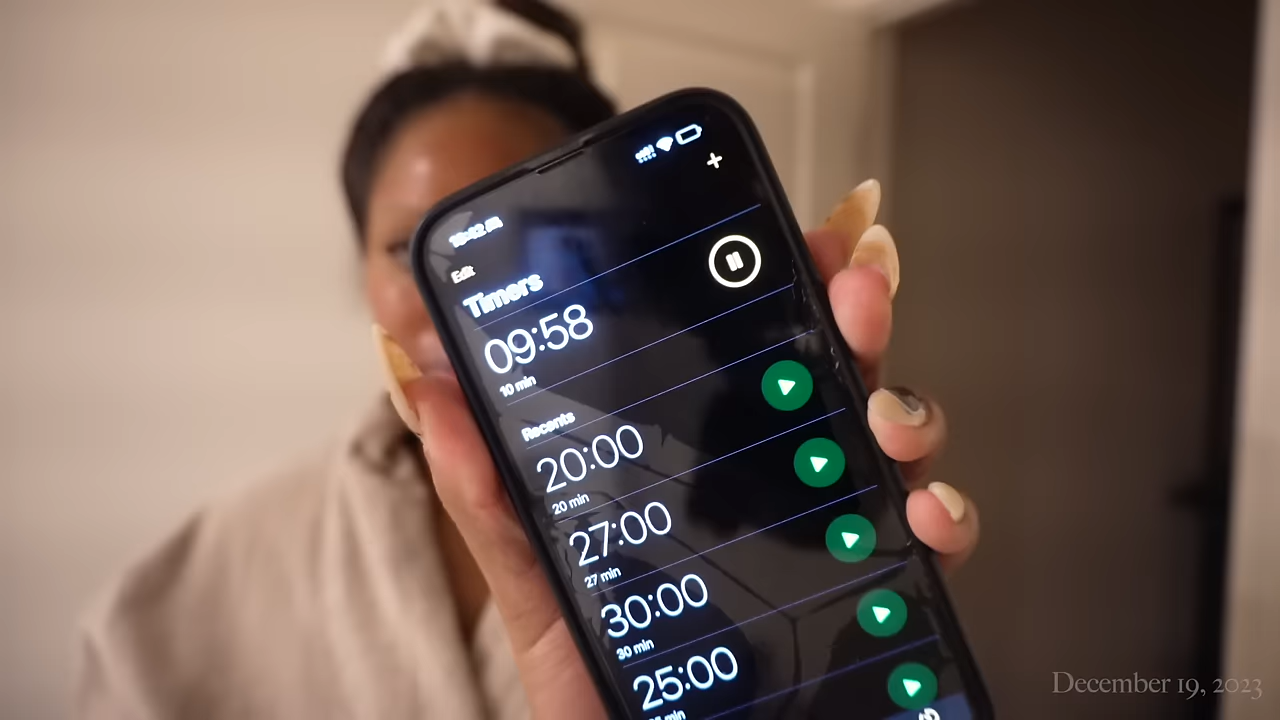 +
Edit
Timers
09:58
10 min
Recents
20:00
20 min
27:00
27 min
30:00
30 min
25:00
December 19, 2023